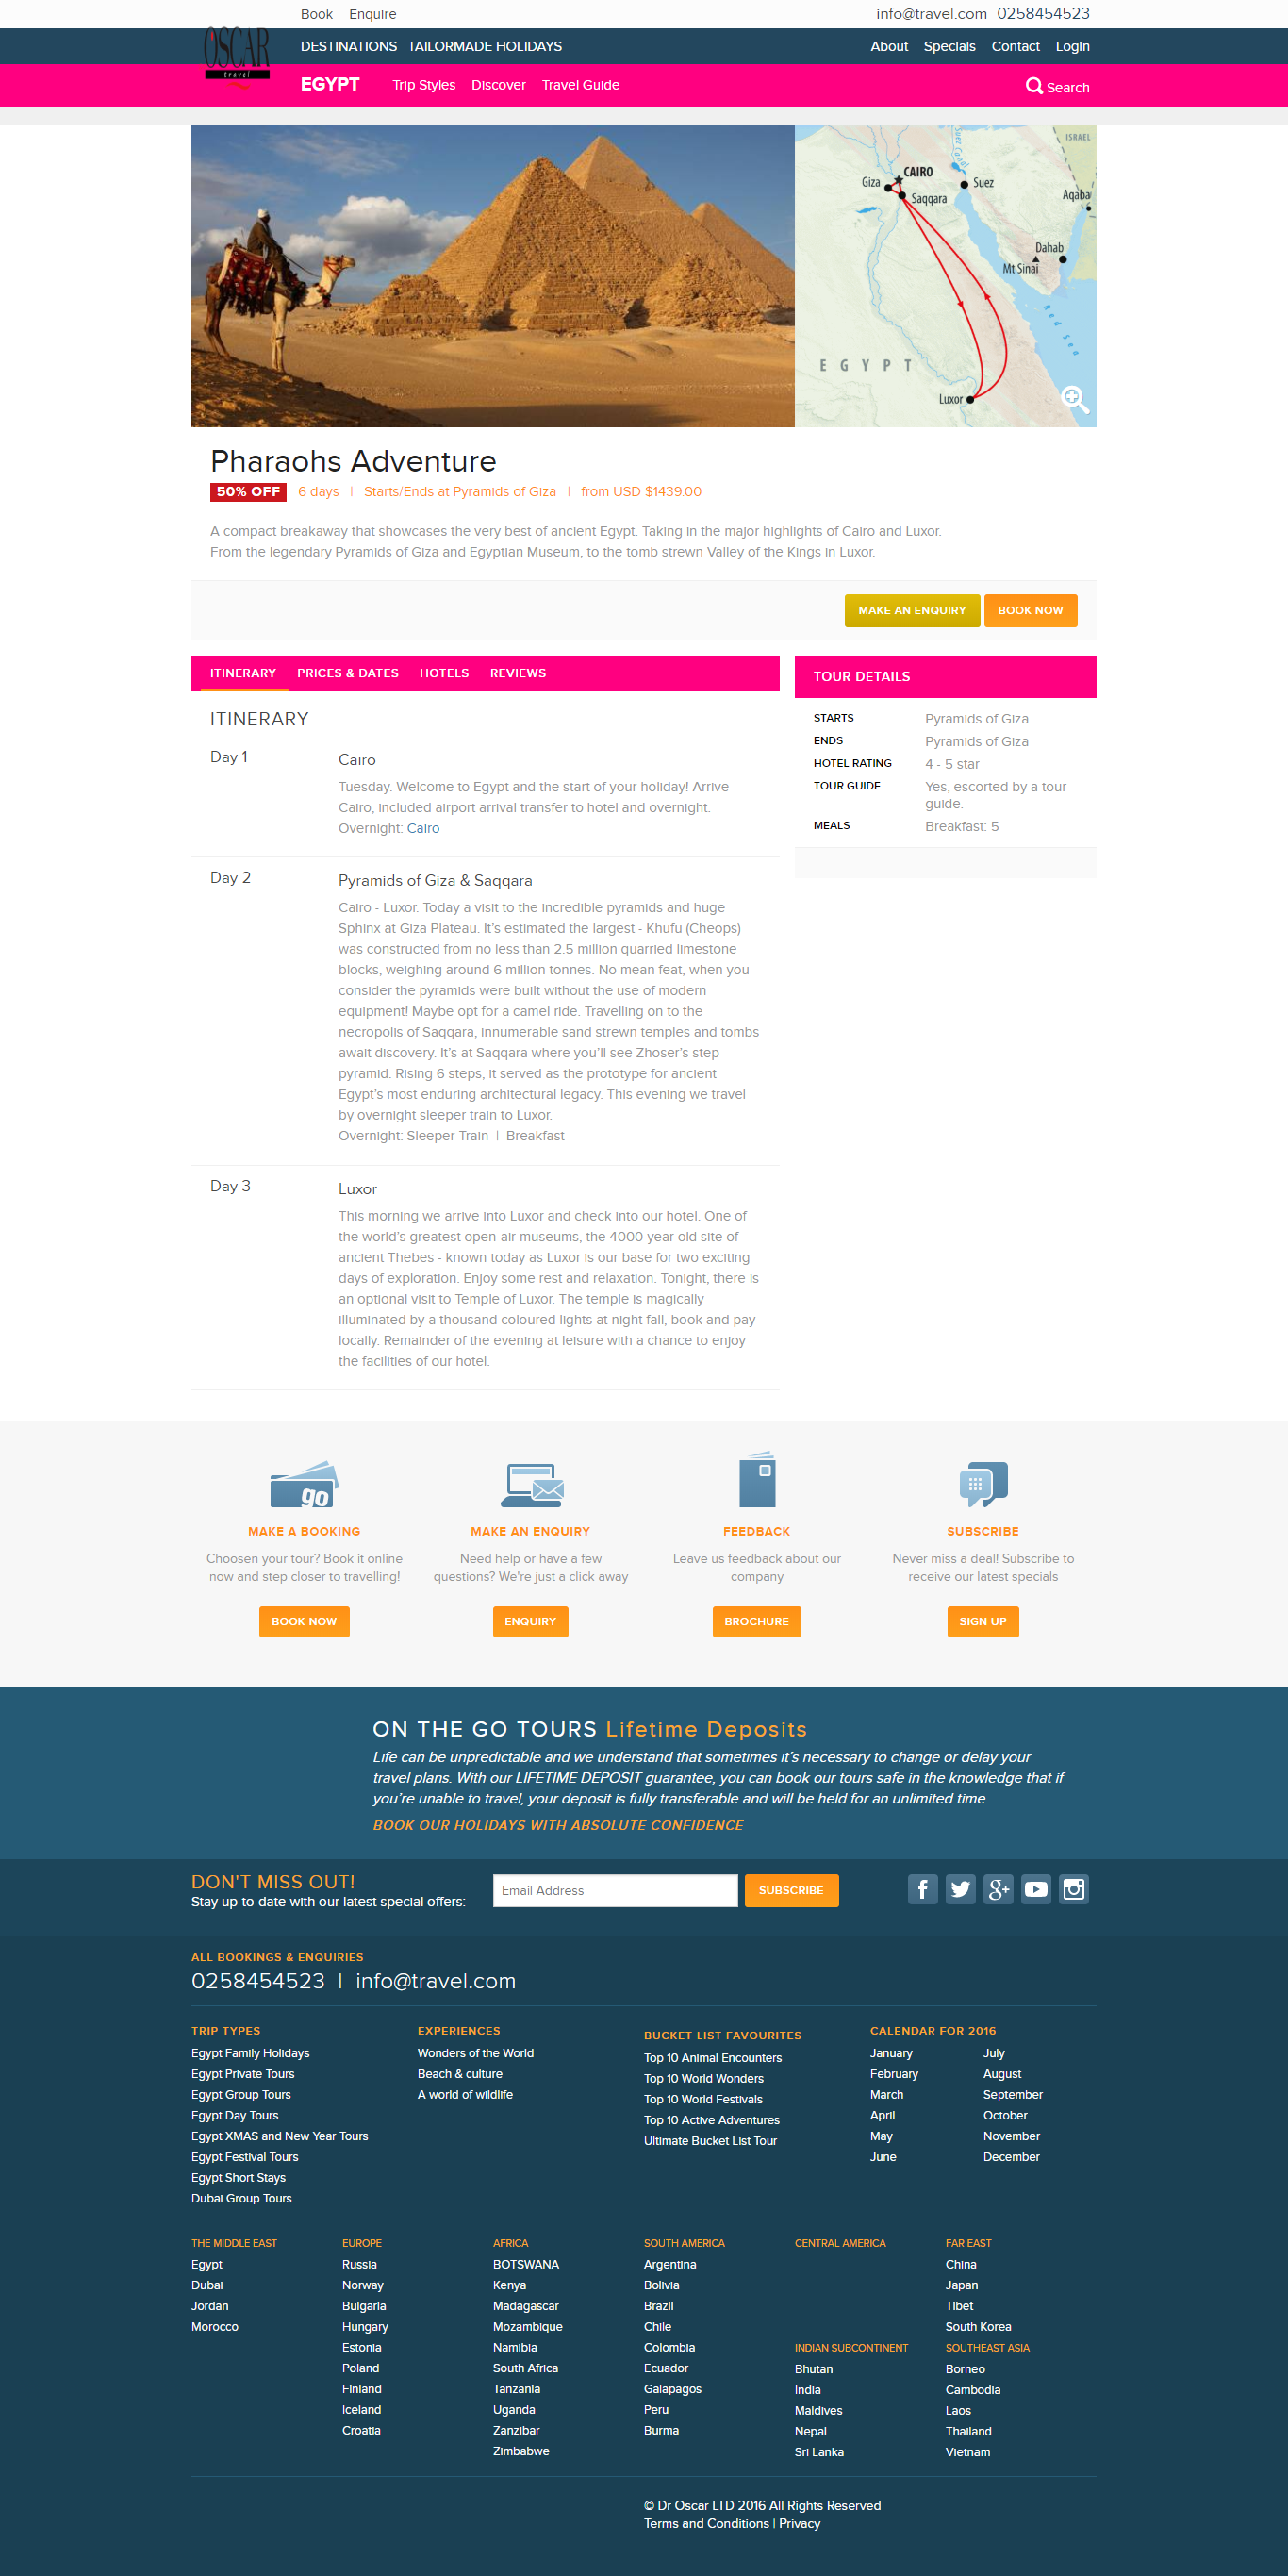 Book Enquire
info@travel.com 0258454523
O'SCAR
travel
DESTINATIONS TAILORMADE HOLIDAYS
About Specials Contact Login
EGYPT Trip Styles Discover Travel Guide
Search
ISRAEL
Suez Canal
CAIRO
Giza
Suez
Saqqara
Aqaba
Dahab
Mt Sinai
Red Sea
EGYPT
Luxor
Pharaohs Adventure
50% OFF 6 days | Starts/Ends at Pyramids of Giza | from USD $1439.00
A compact breakaway that showcases the very best of ancient Egypt. Taking in the major highlights of Cairo and Luxor.
From the legendary Pyramids of Giza and Egyptian Museum, to the tomb strewn Valley of the Kings in Luxor.
MAKE AN ENQUIRY BOOK NOW
ITINERARY PRICES & DATES HOTELS REVIEWS
ITINERARY
Day 1
Cairo
Tuesday. Welcome to Egypt and the start of your holiday! Arrive
Cairo, included airport arrival transfer to hotel and overnight.
Overnight: Cairo
Day 2
Pyramids of Giza & Saqqara
Cairo - Luxor. Today a visit to the incredible pyramids and huge
Sphinx at Giza Plateau. It's estimated the largest - Khufu (Cheops)
was constructed from no less than 2.5 million quarried limestone
blocks, weighing around 6 million tonnes. No mean feat, when you
consider the pyramids were built without the use of modern
equipment! Maybe opt for a camel ride. Travelling on to the
necropolis of Saqqara, innumerable sand strewn temples and tombs
await discovery. It's at Saqqara where you'll see Zhoser's step
pyramid. Rising 6 steps, it served as the prototype for ancient
Egypt's most enduring architectural legacy. This evening we travel
by overnight sleeper train to Luxor.
Overnight: Sleeper Train | Breakfast
Day 3
Luxor
This morning we arrive into Luxor and check into our hotel. One of
the world's greatest open-air museums, the 4000 year old site of
ancient Thebes - known today as Luxor is our base for two exciting
days of exploration. Enjoy some rest and relaxation. Tonight, there is
an optional visit to Temple of Luxor. The temple is magically
illuminated by a thousand coloured lights at night fall, book and pay
locally. Remainder of the evening at leisure with a chance to enjoy
the facilities of our hotel.
TOUR DETAILS
STARTS Pyramids of Giza
ENDS Pyramids of Giza
HOTEL RATING 4 - 5 star
TOUR GUIDE Yes, escorted by a tour
guide.
MEALS Breakfast: 5
go
MAKE A BOOKING
Choosen your tour? Book it online
now and step closer to travelling!
BOOK NOW
MAKE AN ENQUIRY
Need help or have a few
questions? We're just a click away
ENQUIRY
FEEDBACK
Leave us feedback about our
company
BROCHURE
SUBSCRIBE
Never miss a deal! Subscribe to
receive our latest specials
SIGN UP
ON THE GO TOURS Lifetime Deposits
Life can be unpredictable and we understand that sometimes it's necessary to change or delay your
travel plans. With our LIFETIME DEPOSIT guarantee, you can book our tours safe in the knowledge that if
you're unable to travel, your deposit is fully transferable and will be held for an unlimited time.
BOOK OUR HOLIDAYS WITH ABSOLUTE CONFIDENCE
DON'T MISS OUT!
Stay up-to-date with our latest special offers:
Email Address
SUBSCRIBE
ALL BOOKINGS & ENQUIRIES
0258454523 | info@travel.com
TRIP TYPES
Egypt Family Holidays
Egypt Private Tours
Egypt Group Tours
Egypt Day Tours
Egypt XMAS and New Year Tours
Egypt Festival Tours
Egypt Short Stays
Dubai Group Tours
EXPERIENCES
Wonders of the World
Beach & culture
A world of wildlife
BUCKET LIST FAVOURITES
Top 10 Animal Encounters
Top 10 World Wonders
Top 10 World Festivals
Top 10 Active Adventures
Ultimate Bucket List Tour
CALENDAR FOR 2016
January July
February August
March September
April October
May November
June December
THE MIDDLE EAST
Egypt
Dubai
Jordan
Morocco
EUROPE
Russia
Norway
Bulgaria
Hungary
Estonia
Poland
Finland
Iceland
Croatia
AFRICA
BOTSWANA
Kenya
Madagascar
Mozambique
Namibia
South Africa
Tanzania
Uganda
Zanzibar
Zimbabwe
SOUTH AMERICA
Argentina
Bolivia
Brazil
Chile
Colombia
Ecuador
Galapagos
Peru
Burma
CENTRAL AMERICA
INDIAN SUBCONTINENT
Bhutan
India
Maldives
Nepal
Sri Lanka
FAR EAST
China
Japan
Tibet
South Korea
SOUTHEAST ASIA
Borneo
Cambodia
Laos
Thailand
Vietnam
© Dr Oscar LTD 2016 All Rights Reserved
Terms and Conditions | Privacy